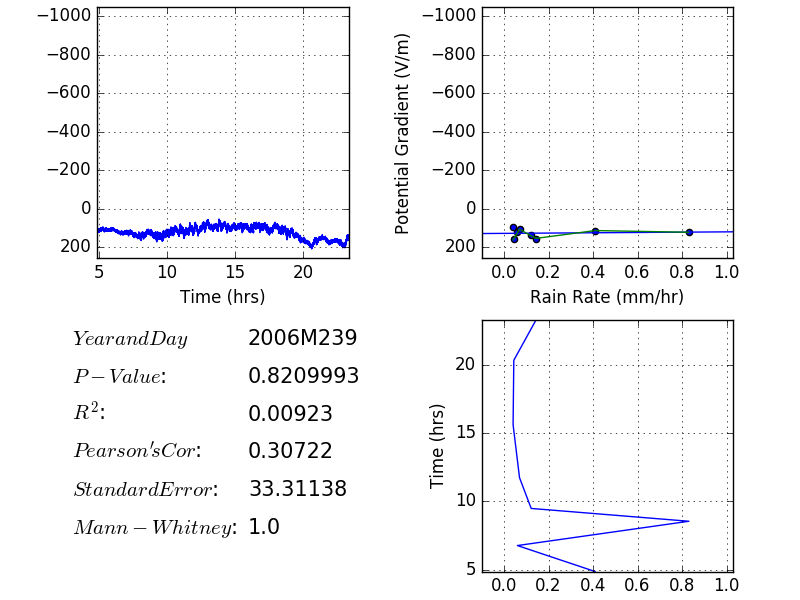 −1000
−800
−600
−400
−200
0
200
5 10 15 20
Time (hrs)
Potential Gradient (V/m)
−1000
−800
−600
−400
−200
0
200
0.0 0.2 0.4 0.6 0.8 1.0
Rain Rate (mm/hr)
YearandDay 2006M239
P−Value: 0.8209993
R²: 0.00923
Pearson'sCor: 0.30722
StandardError: 33.31138
Mann−Whitney: 1.0
Time (hrs)
20
15
10
5
0.0 0.2 0.4 0.6 0.8 1.0